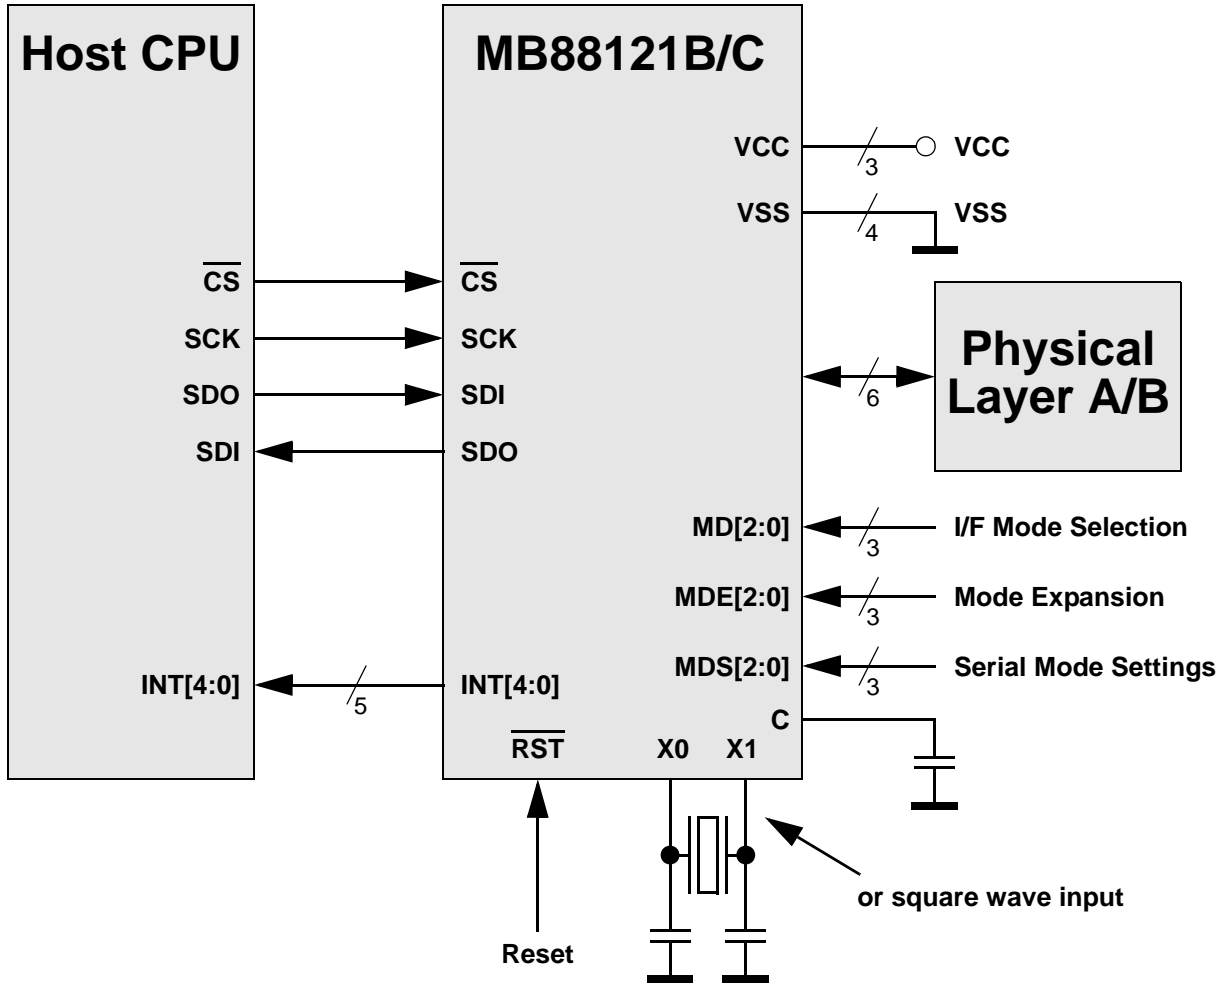 Host CPU
MB88121B/C
VCC
3
VCC
VSS
4
VSS
CS
CS
SCK
SCK
SDO
SDI
SDI
SDO
6
Physical
Layer A/B
MD[2:0]
3
I/F Mode Selection
MDE[2:0]
3
Mode Expansion
MDS[2:0]
3
Serial Mode Settings
INT[4:0]
5
INT[4:0]
C
RST
X0
X1
or square wave input
Reset